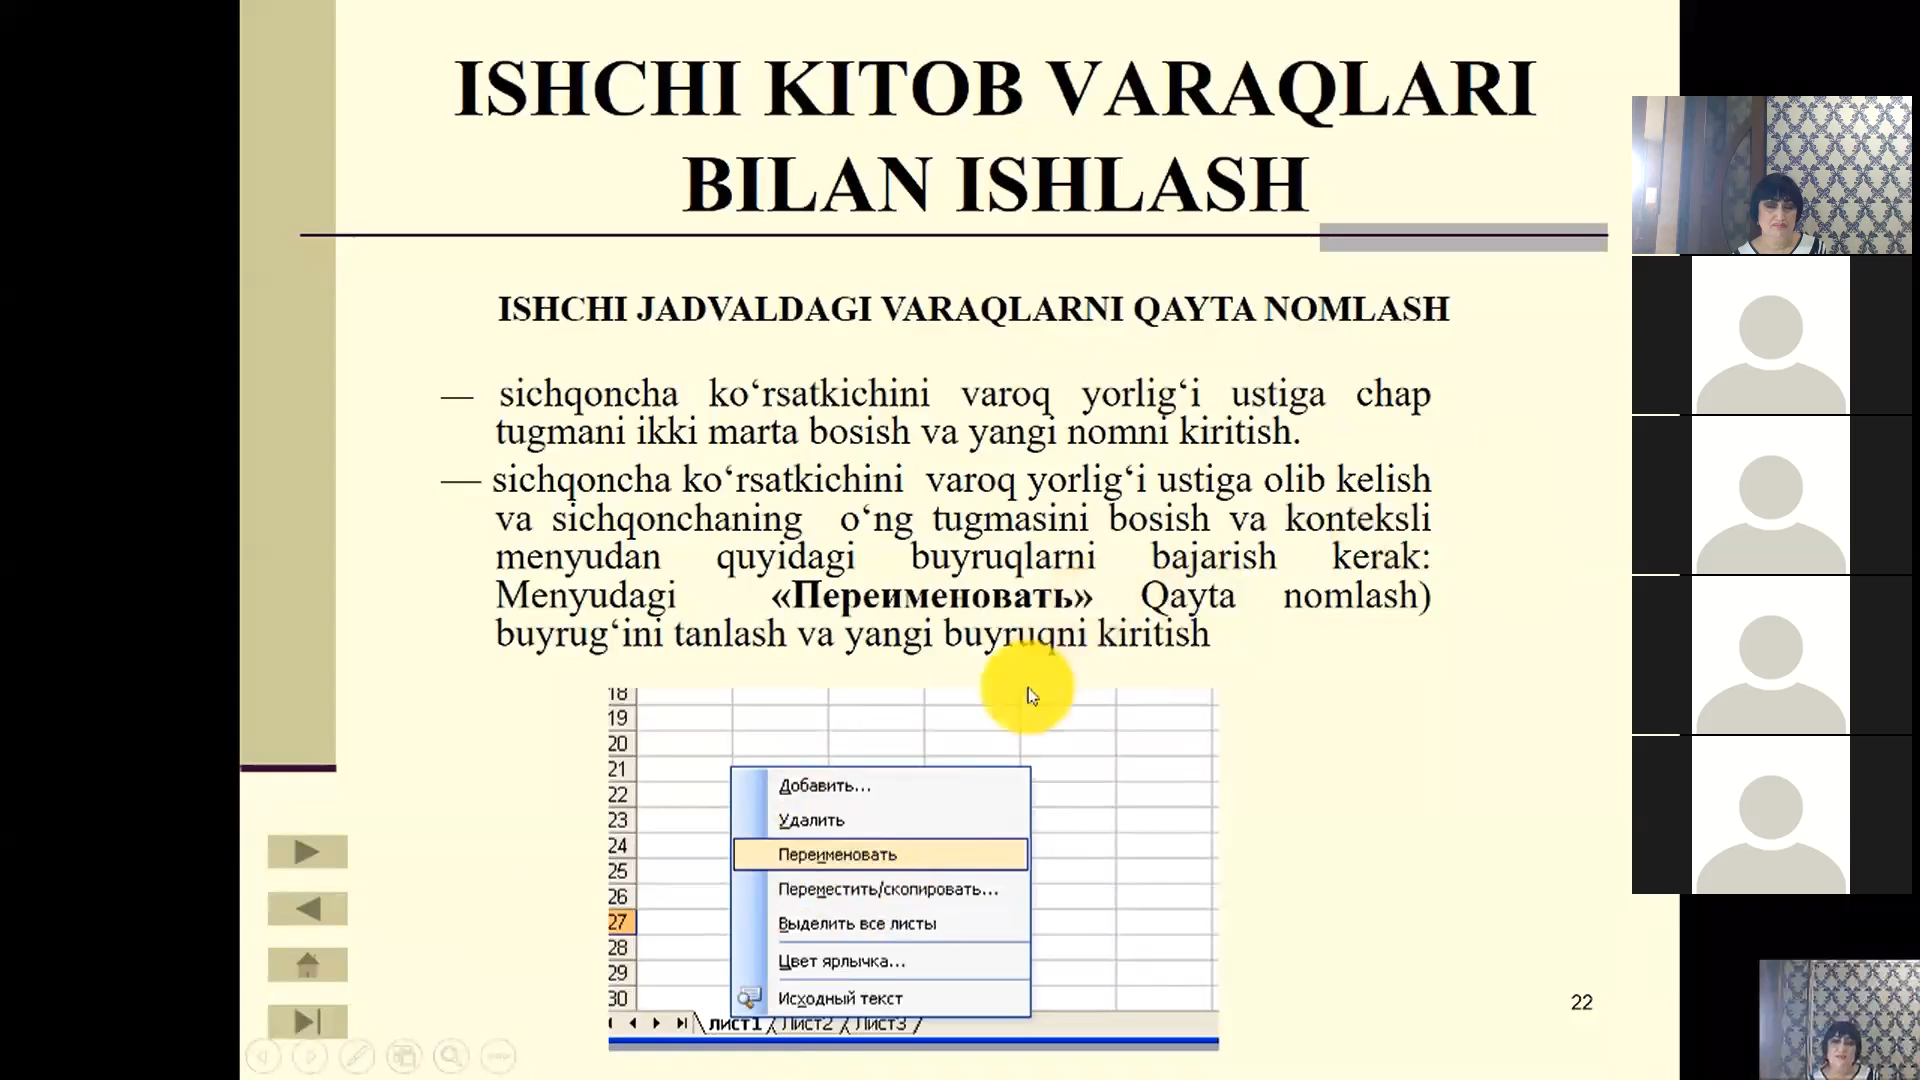 ISHCHI KITOB VARAQLARI
BILAN ISHLASH
ISHCHI JADVALDAGI VARAQLARNI QAYTA NOMLASH
— sichqoncha ko‘rsatkichini varoq yorlig‘i ustiga chap
tugmani ikki marta bosish va yangi nomni kiritish.
— sichqoncha ko‘rsatkichini varoq yorlig‘i ustiga olib kelish
va sichqonchaning o‘ng tugmasini bosish va konteksli
menyudan quyidagi buyruqlarni bajarish kerak:
Menyudagi «Переименовать» Qayta nomlash)
buyrug‘ini tanlash va yangi buyruqni kiritish
18
19
20
21
22
23
24
25
26
27
28
29
30
Добавить...
Удалить
Переименовать
Переместить/скопировать...
Выделить все листы
Цвет ярлычка...
Исходный текст
Лист1 Лист2 Лист3
22